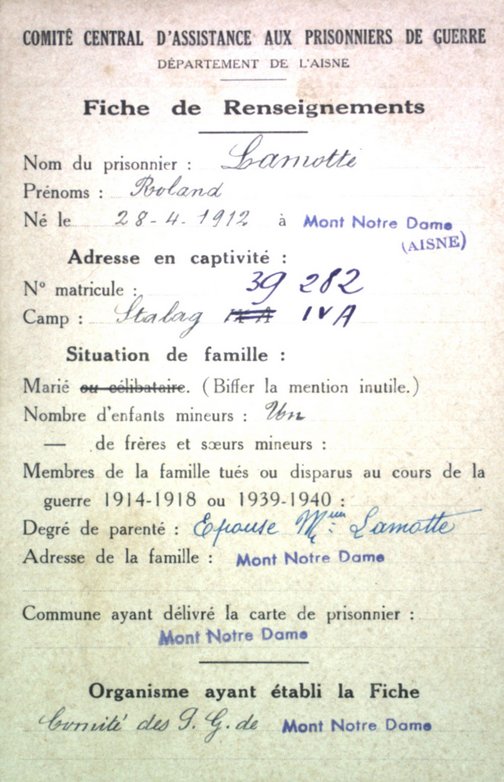 COMITÉ CENTRAL D'ASSISTANCE AUX PRISONNIERS DE GUERRE
DÉPARTEMENT DE L'AISNE
Fiche de Renseignements
Nom du prisonnier : Lamotte
Prénoms : Roland
Né le 28-4-1912 à Mont Notre Dame
(AISNE)
Adresse en captivité :
N° matricule : 39 282
Camp : Stalag IVA
Situation de famille :
Marié ou célibataire. (Biffer la mention inutile.)
Nombre d'enfants mineurs : Un
— de frères et sœurs mineurs :
Membres de la famille tués ou disparus au cours de la
guerre 1914-1918 ou 1939-1940 :
Degré de parenté : Epouse Lamotte
Adresse de la famille : Mont Notre Dame
Commune ayant délivré la carte de prisonnier :
Mont Notre Dame
Organisme ayant établi la Fiche
Comité des P.G. de Mont Notre Dame